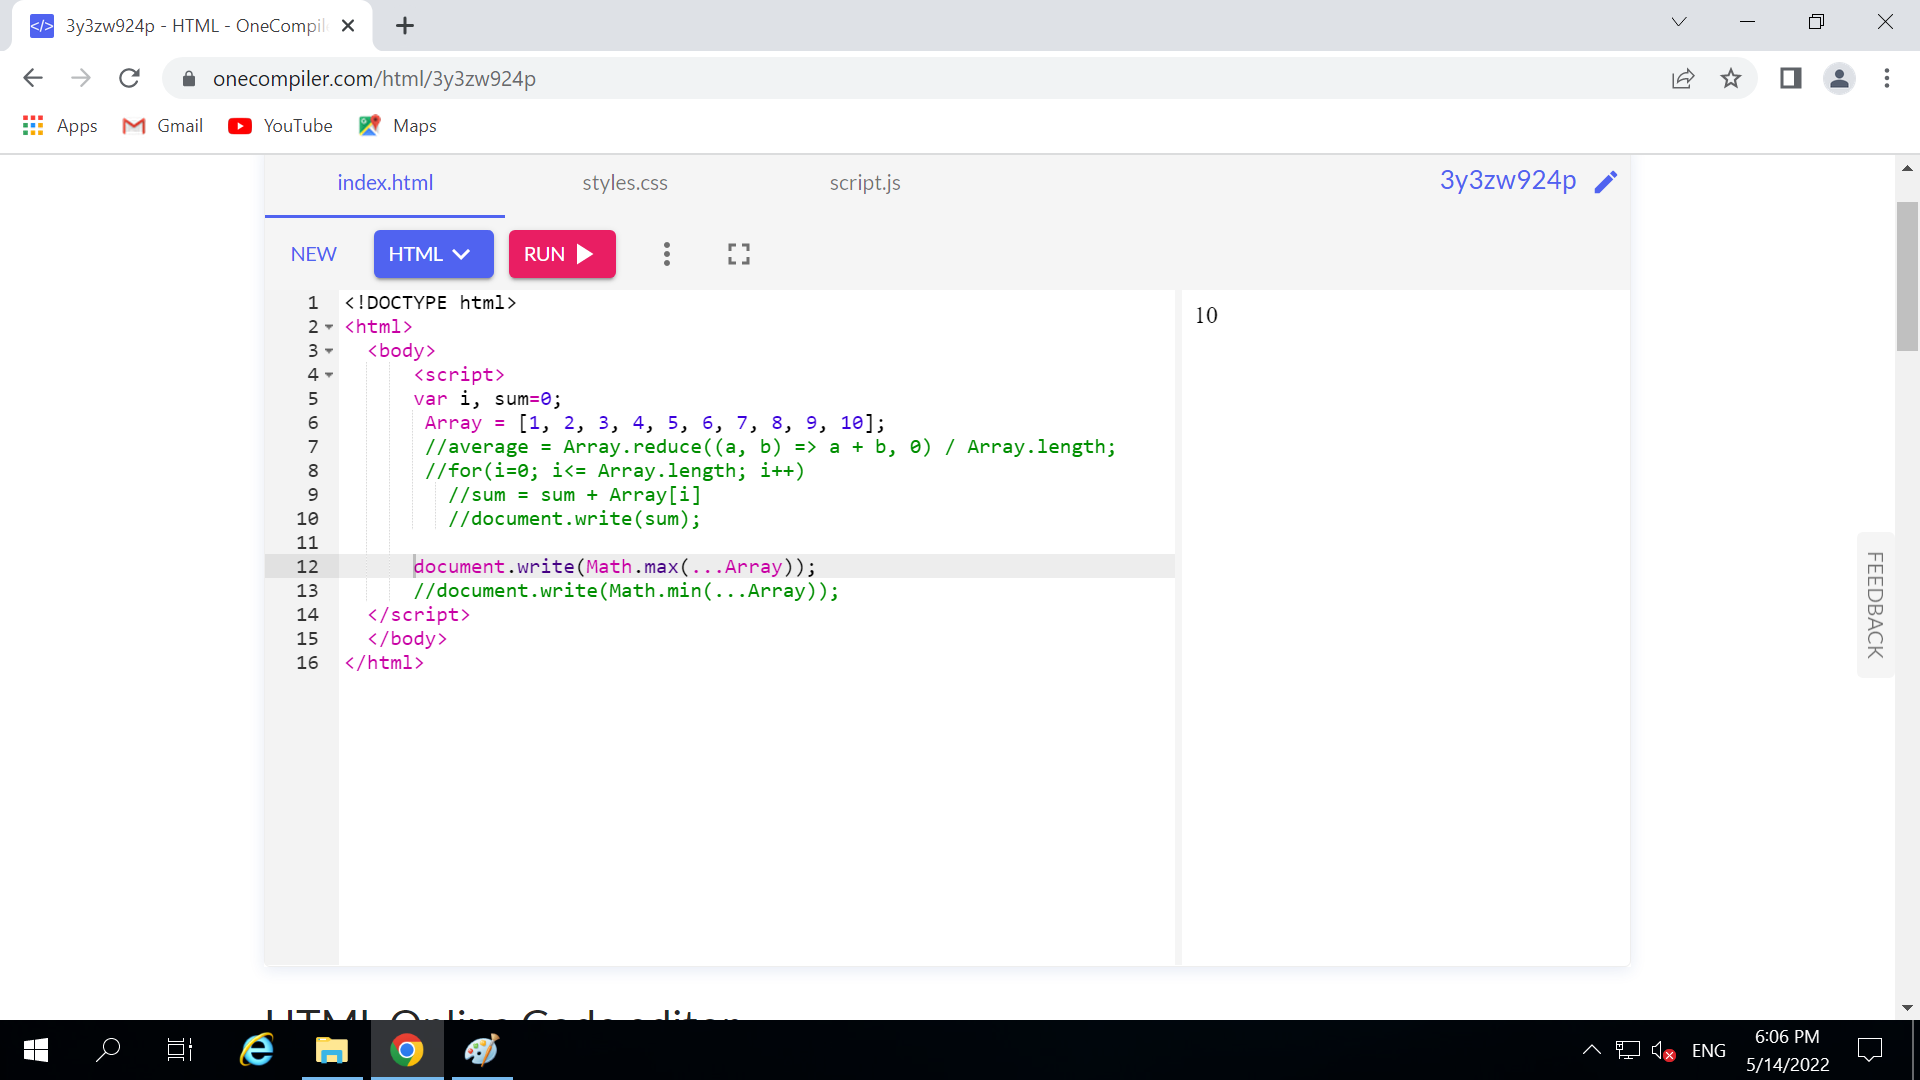 3y3zw924p - HTML - OneCompil
onecompiler.com/html/3y3zw924p
Apps Gmail YouTube Maps
index.html styles.css script.js 3y3zw924p
NEW HTML RUN
1 <!DOCTYPE html>
2 <html>
3 <body>
4 <script>
5 var i, sum=0;
6 Array = [1, 2, 3, 4, 5, 6, 7, 8, 9, 10];
7 //average = Array.reduce((a, b) => a + b, 0) / Array.length;
8 //for(i=0; i<= Array.length; i++)
9 //sum = sum + Array[i]
10 //document.write(sum);
11
12 document.write(Math.max(...Array));
13 //document.write(Math.min(...Array));
14 </script>
15 </body>
16 </html>
10
FEEDBACK
HTML Online Code editor
ENG
6:06 PM
5/14/2022